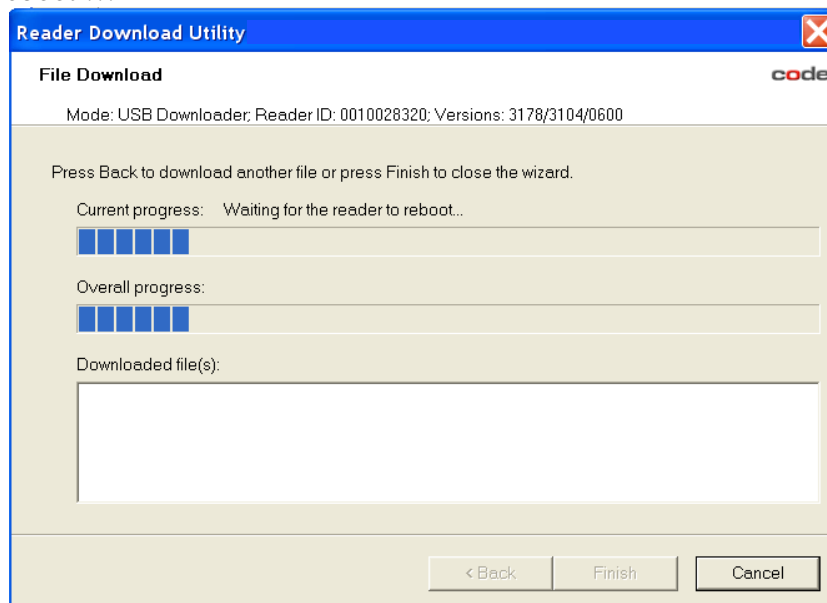 Reader Download Utility
File Download
code
Mode: USB Downloader; Reader ID: 0010028320; Versions: 3178/3104/0600
Press Back to download another file or press Finish to close the wizard.
Current progress: Waiting for the reader to reboot...
Overall progress:
Downloaded file(s):
< Back Finish Cancel